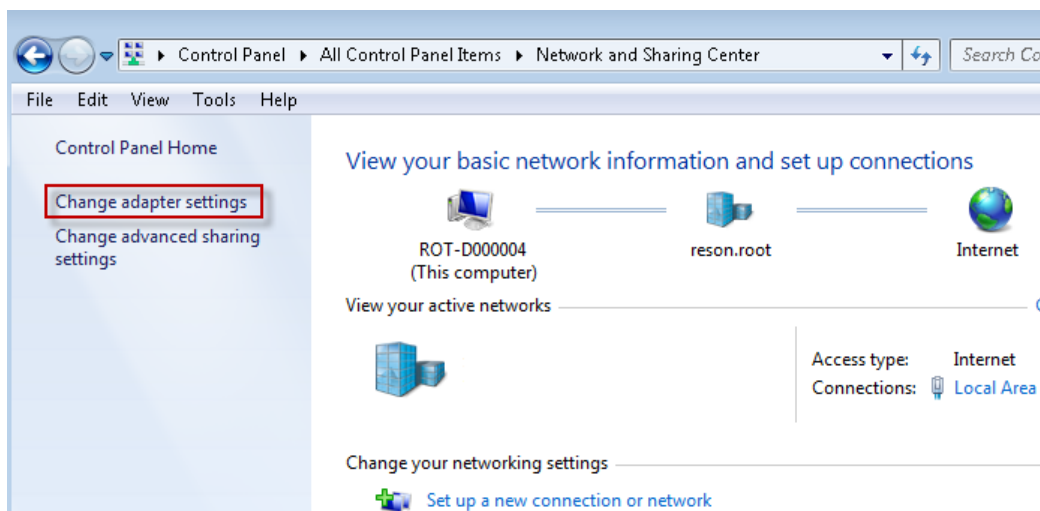 Control Panel ▸ All Control Panel Items ▸ Network and Sharing Center
Search Co
File Edit View Tools Help
Control Panel Home
Change adapter settings
Change advanced sharing
settings
View your basic network information and set up connections
ROT-D000004
(This computer)
reson.root
Internet
View your active networks
Access type: Internet
Connections: Local Area
Change your networking settings
Set up a new connection or network